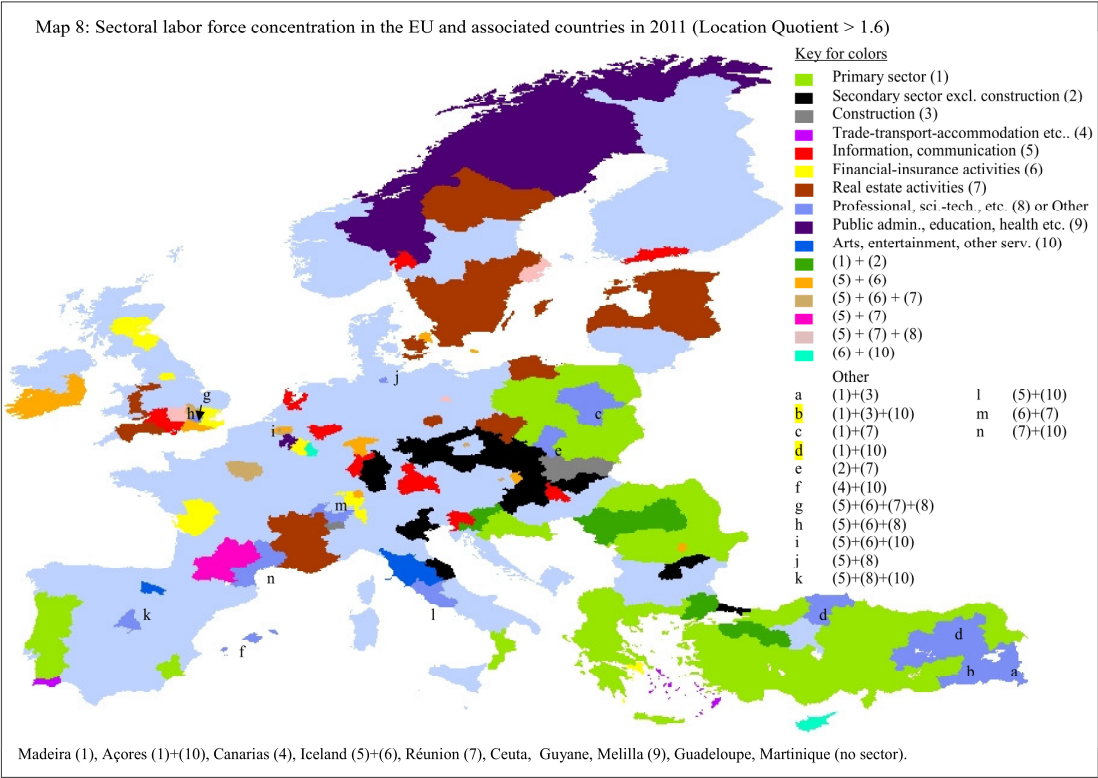 Map 8: Sectoral labor force concentration in the EU and associated countries in 2011 (Location Quotient > 1.6)
Key for colors
Primary sector (1)
Secondary sector excl. construction (2)
Construction (3)
Trade-transport-accommodation etc.. (4)
Information, communication (5)
Financial-insurance activities (6)
Real estate activities (7)
Professional, sci.-tech., etc. (8) or Other
Public admin., education, health etc. (9)
Arts, entertainment, other serv. (10)
(1) + (2)
(5) + (6)
(5) + (6) + (7)
(5) + (7)
(5) + (7) + (8)
(6) + (10)
Other
a (1)+(3)
b (1)+(3)+(10)
c (1)+(7)
d (1)+(10)
e (2)+(7)
f (4)+(10)
g (5)+(6)+(7)+(8)
h (5)+(6)+(8)
i (5)+(6)+(10)
j (5)+(8)
k (5)+(8)+(10)
l (5)+(10)
m (6)+(7)
n (7)+(10)
j
g
h
c
i
e
m
n
k
l
f
d
d
b
a
Madeira (1), Açores (1)+(10), Canarias (4), Iceland (5)+(6), Réunion (7), Ceuta, Guyane, Melilla (9), Guadeloupe, Martinique (no sector).